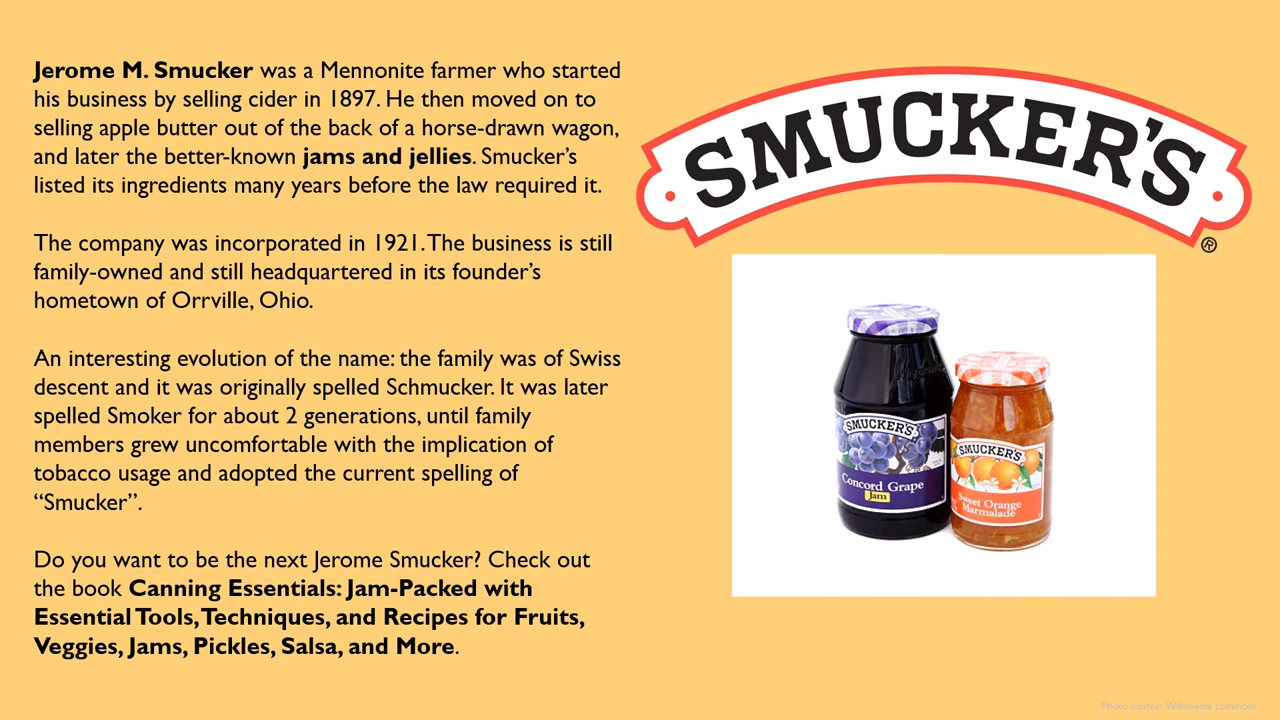 Jerome M. Smucker was a Mennonite farmer who started
his business by selling cider in 1897. He then moved on to
selling apple butter out of the back of a horse-drawn wagon,
and later the better-known jams and jellies. Smucker’s
listed its ingredients many years before the law required it.
The company was incorporated in 1921. The business is still
family-owned and still headquartered in its founder’s
hometown of Orrville, Ohio.
An interesting evolution of the name: the family was of Swiss
descent and it was originally spelled Schmucker. It was later
spelled Smoker for about 2 generations, until family
members grew uncomfortable with the implication of
tobacco usage and adopted the current spelling of
“Smucker”.
Do you want to be the next Jerome Smucker? Check out
the book Canning Essentials: Jam-Packed with
Essential Tools, Techniques, and Recipes for Fruits,
Veggies, Jams, Pickles, Salsa, and More.
SMUCKER’S
®
SMUCKER’S
Concord Grape
Jam
SMUCKER’S
Sweet Orange
Marmalade
Photo source: Wikimedia commons